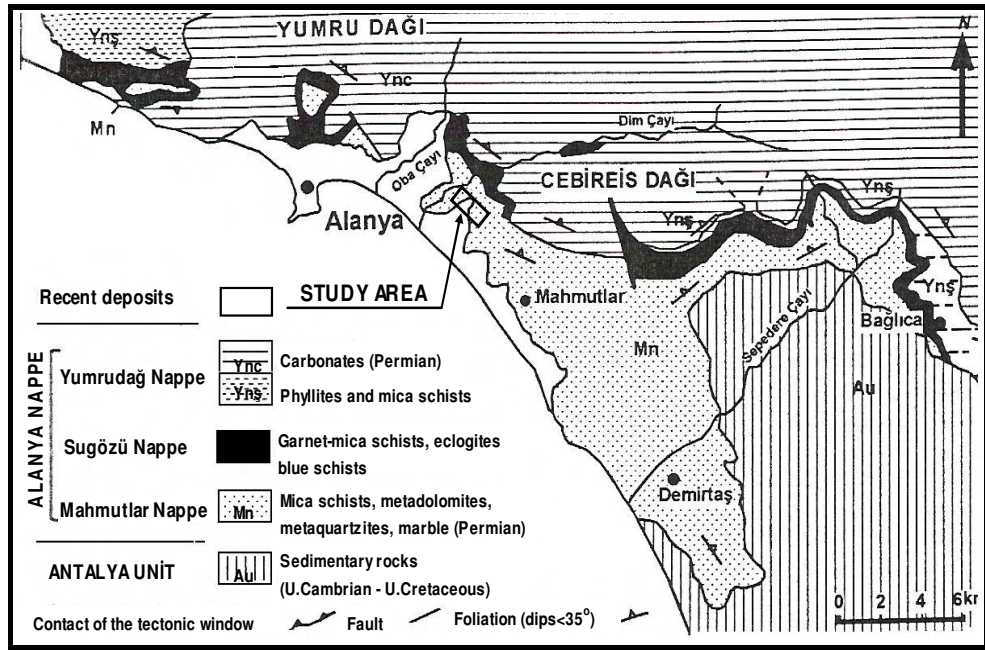 YUMRU DAĞI
N
Ynş
Ync
Mn
Dim Çayı
Oba Çayı
CEBİREİS DAĞI
Ynş
Ynş
Alanya
STUDY AREA
Mahmutlar
Ynş
Bağlıca
Sepedere Çayı
Mn
Au
Demirtaş
Recent deposits
ALANYA NAPPE
Yumrudağ Nappe
Ync Carbonates (Permian)
Ynş Phyllites and mica schists
Sugözü Nappe
Garnet-mica schists, eclogites
blue schists
Mahmutlar Nappe
Mn Mica schists, metadolomites,
metaquartzites, marble (Permian)
ANTALYA UNİT
Au Sedimentary rocks
(U.Cambrian - U.Cretaceous)
Contact of the tectonic window Fault Foliation (dips<35°)
0 2 4 6km